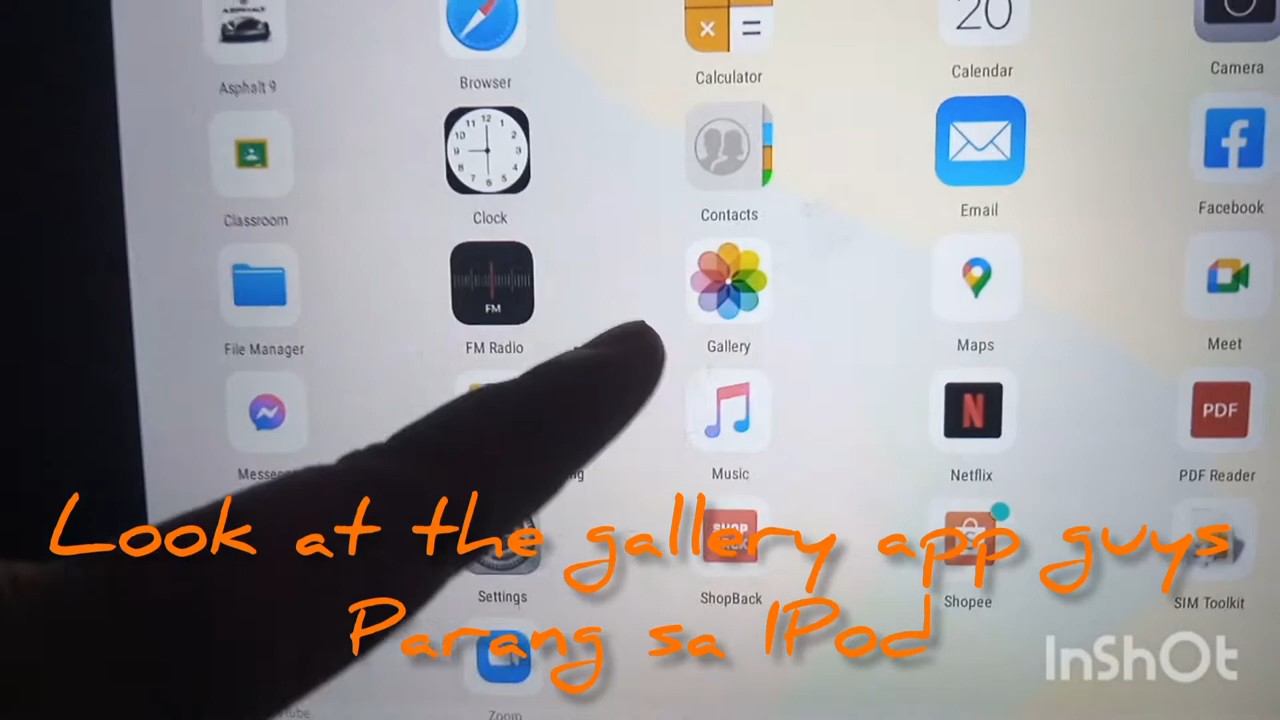 20
Asphalt 9
Browser
Calculator
Calendar
Camera
Classroom
Clock
Contacts
Email
Facebook
FM
File Manager
FM Radio
Gallery
Maps
Meet
N
PDF
Music
Netflix
PDF Reader
Look at the gallery app guys
Settings
ShopBack
Shopee
SIM Toolkit
Parang sa IPod
InShOt
Zoom